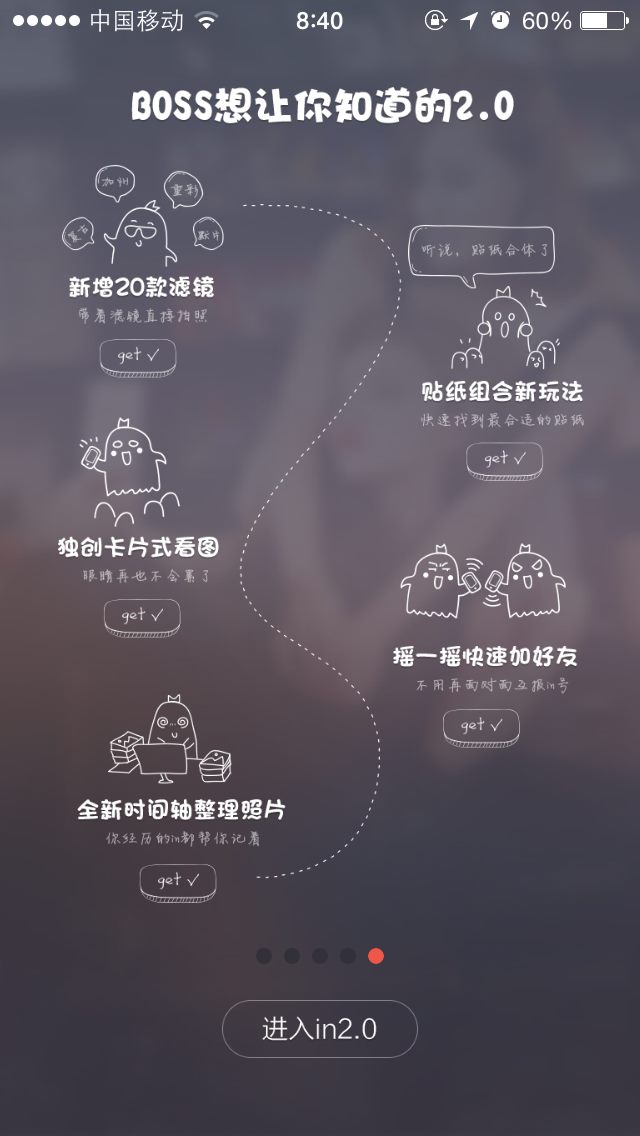 中国移动
8:40
60%
BOSS想让你知道的2.0
加州
重彩
复古
默片
新增20款滤镜
带着滤镜直接拍照
get ✓
听说，贴纸合体了
贴纸组合新玩法
快速找到最合适的贴纸
get ✓
独创卡片式看图
眼睛再也不会累了
get ✓
摇一摇快速加好友
不用再面对面互报in号
get ✓
全新时间轴整理照片
你经历的in都帮你记着
get ✓
进入in2.0